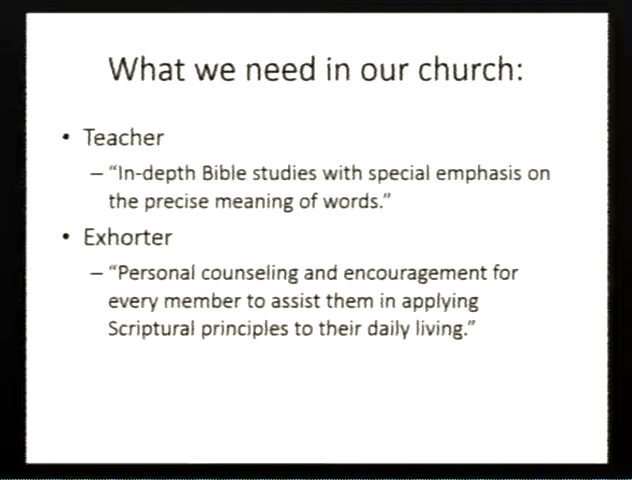 What we need in our church:
• Teacher
– “In-depth Bible studies with special emphasis on
the precise meaning of words.”
• Exhorter
– “Personal counseling and encouragement for
every member to assist them in applying
Scriptural principles to their daily living.”